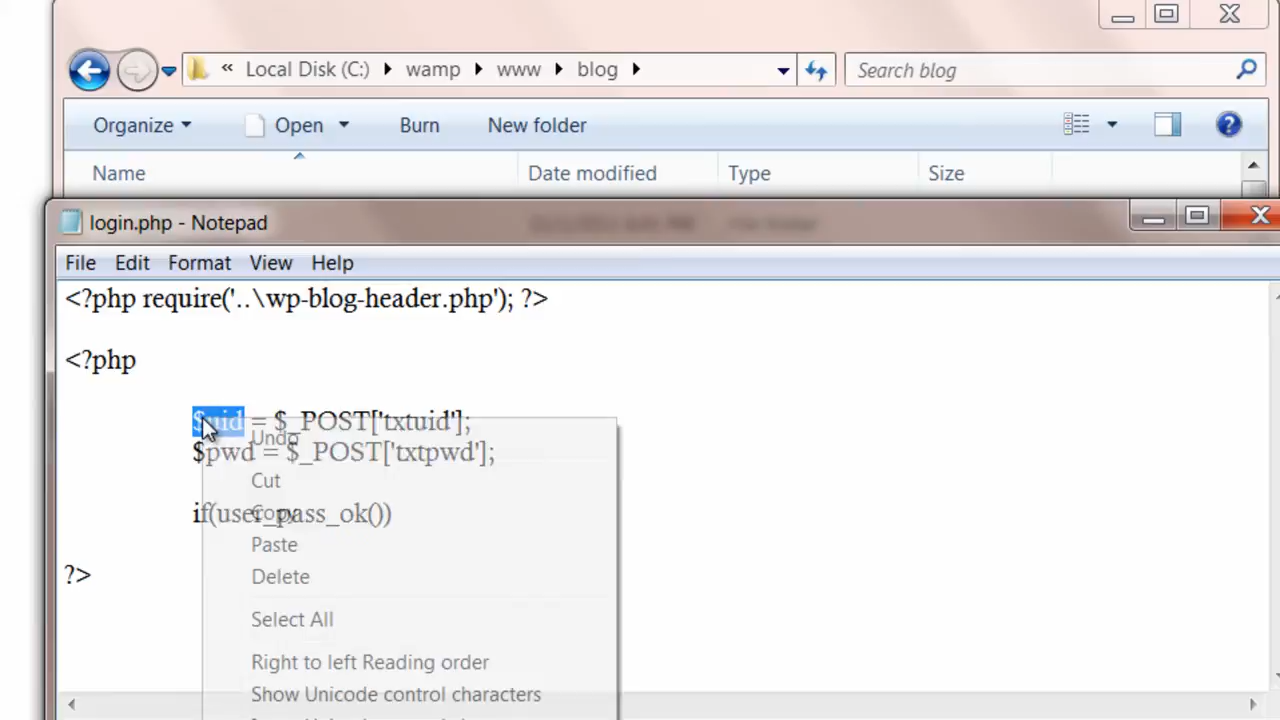 « Local Disk (C:) wamp www blog
Search blog
Organize Open Burn New folder
Name Date modified Type Size
login.php - Notepad
File Edit Format View Help
<?php require('..\wp-blog-header.php'); ?>
<?php
$uid = $_POST['txtuid'];
Undo
$pwd = $_POST['txtpwd'];
Cut
if(user_pass_ok())
Copy
Paste
?>
Delete
Select All
Right to left Reading order
Show Unicode control characters